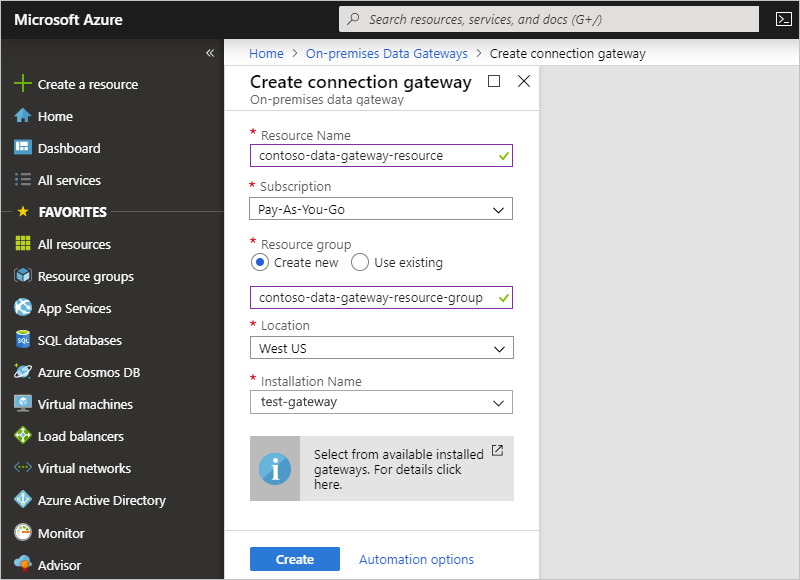 Microsoft Azure
Search resources, services, and docs (G+/)
«
Create a resource
Home
Dashboard
All services
FAVORITES
All resources
Resource groups
App Services
SQL databases
Azure Cosmos DB
Virtual machines
Load balancers
Virtual networks
Azure Active Directory
Monitor
Advisor
Home > On-premises Data Gateways > Create connection gateway
Create connection gateway
On-premises data gateway
* Resource Name
contoso-data-gateway-resource
* Subscription
Pay-As-You-Go
* Resource group
Create new Use existing
contoso-data-gateway-resource-group
* Location
West US
* Installation Name
test-gateway
Select from available installed
gateways. For details click
here.
Create Automation options